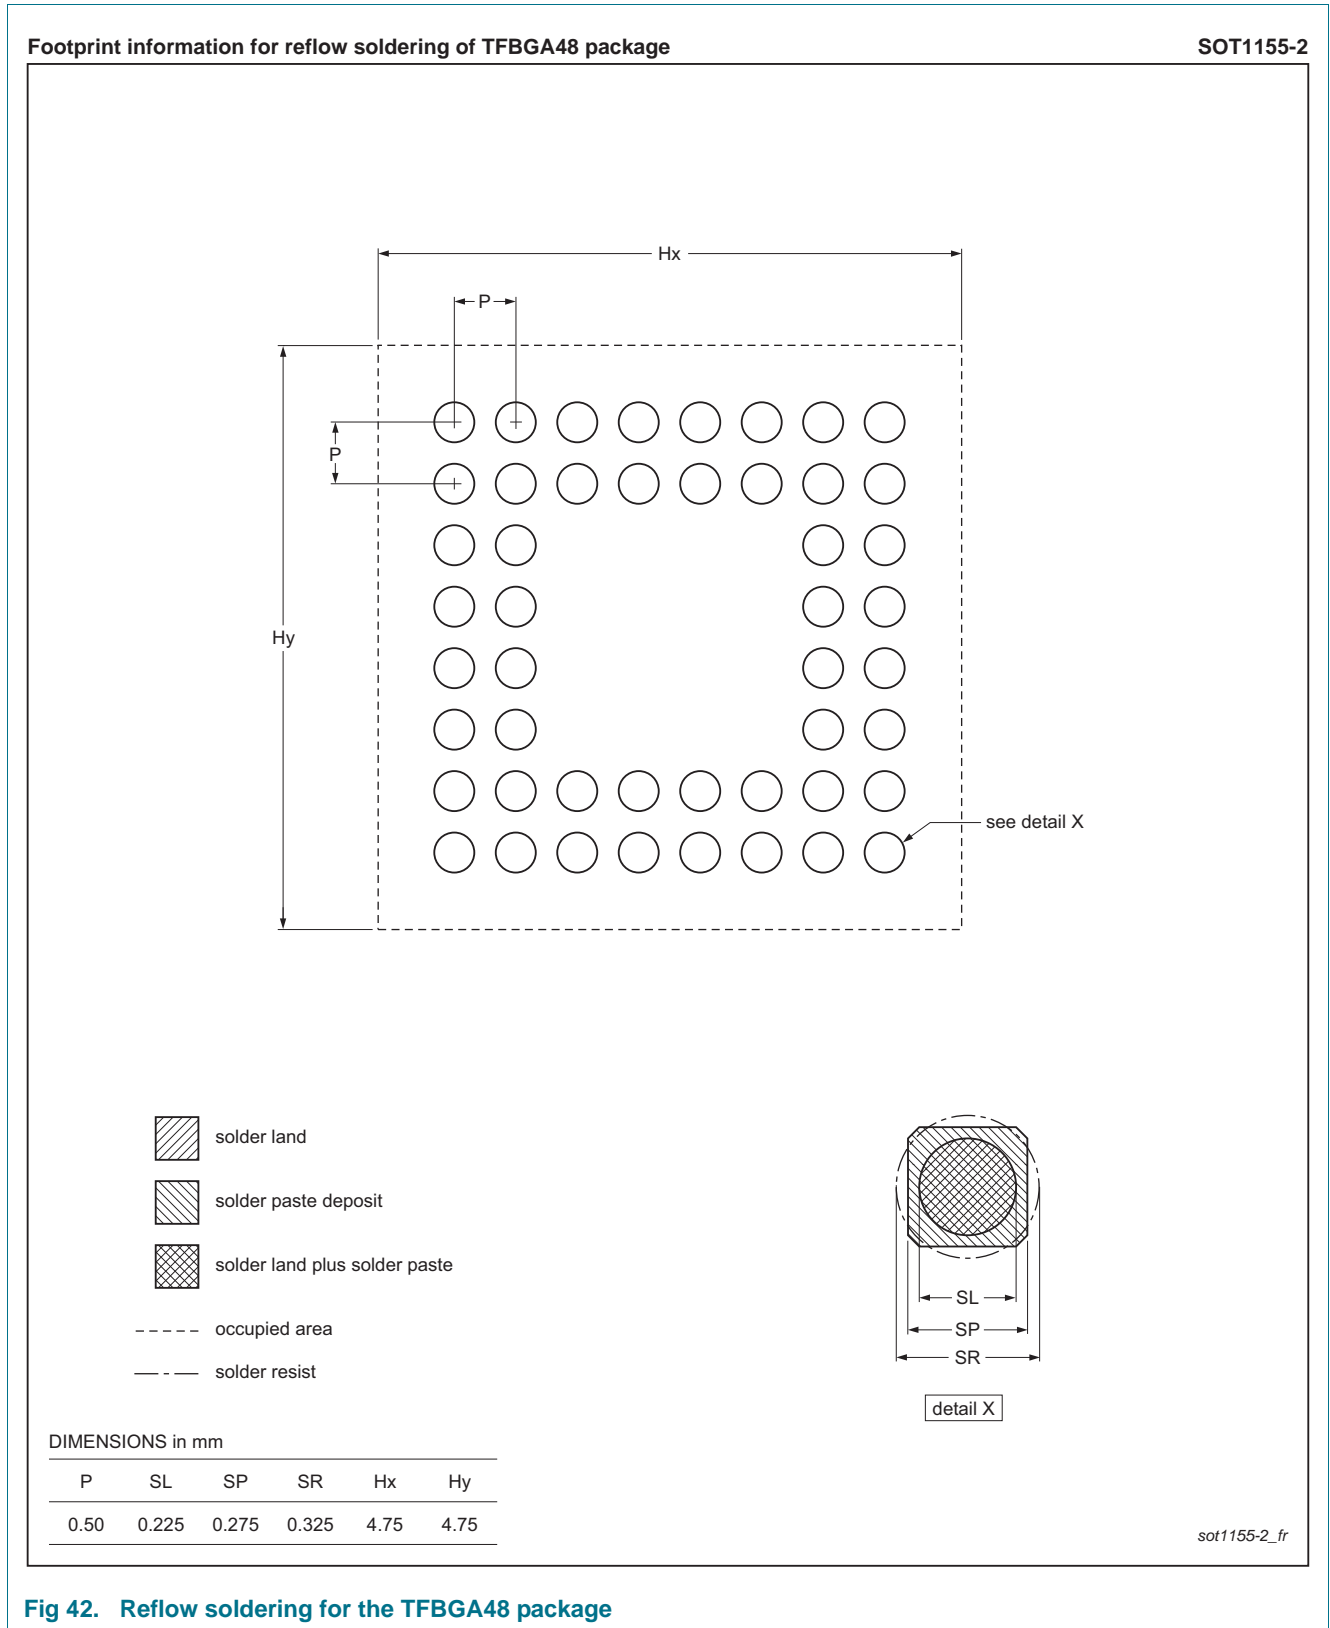 Footprint information for reflow soldering of TFBGA48 package SOT1155-2
Hx
P
P
Hy
see detail X
solder land
solder paste deposit
solder land plus solder paste
occupied area
solder resist
SL
SP
SR
detail X
DIMENSIONS in mm
P SL SP SR Hx Hy
0.50 0.225 0.275 0.325 4.75 4.75
sot1155-2_fr
Fig 42. Reflow soldering for the TFBGA48 package